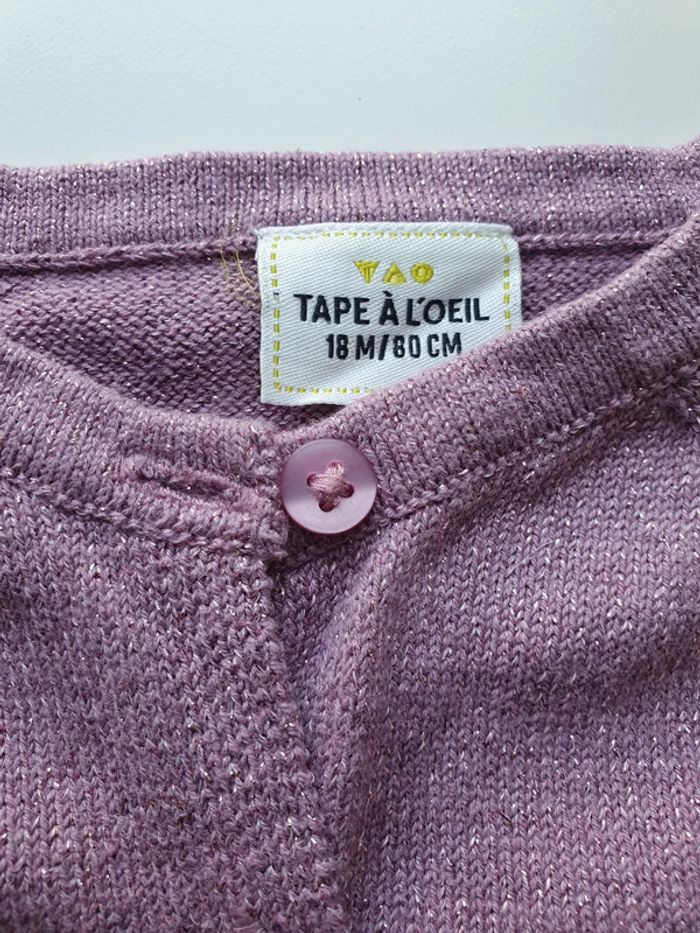 TAO
TAPE À L'OEIL
18 M/80 CM